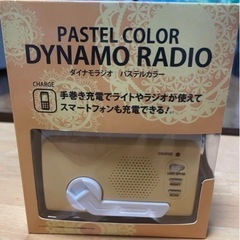 PASTEL COLOR
DYNAMO RADIO
ダイナモラジオ パステルカラー
CHARGE
手巻き充電でライトやラジオが使えて
スマートフォンも充電できる!
CHARGE